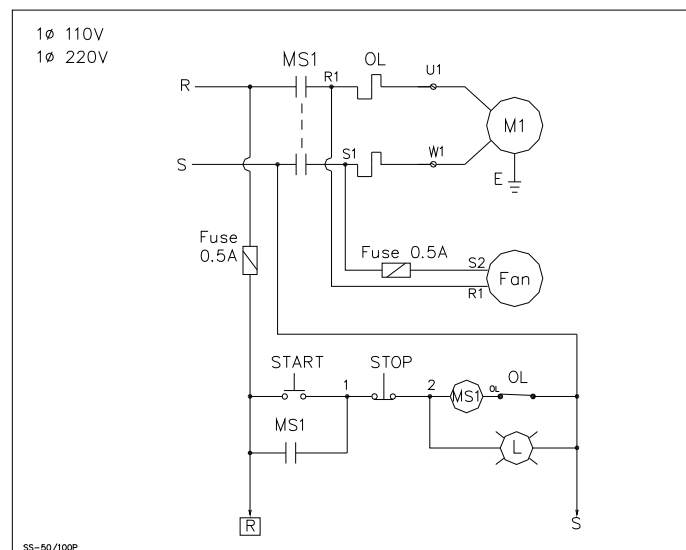 1ø 110V
1ø 220V
MS1
R1
OL
U1
R
M1
S
S1
W1
E
Fuse
0.5A
Fuse 0.5A
S2
R1
Fan
START
STOP
1
2
MS1
OL
OL
MS1
L
R
S
SS-50/100P